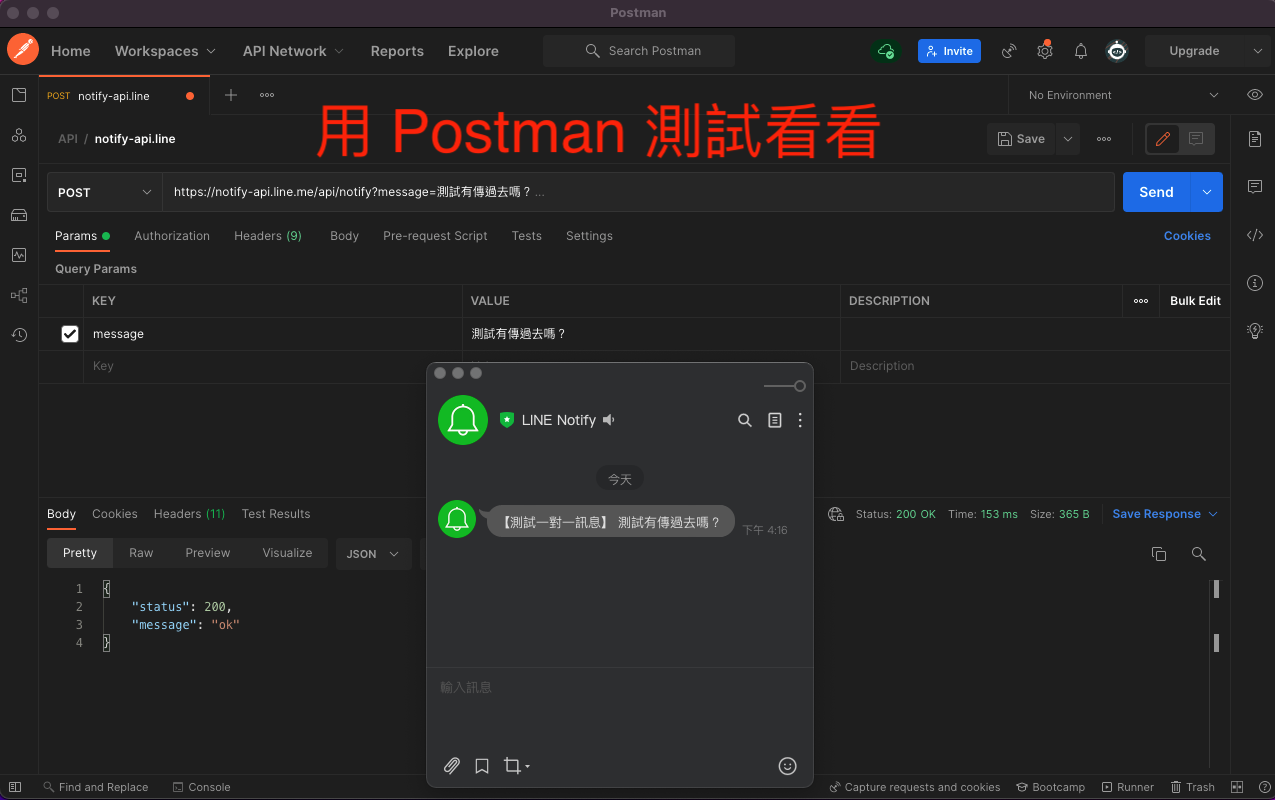 Postman
Home Workspaces API Network Reports Explore Search Postman Invite Upgrade
POST notify-api.line No Environment
用 Postman 測試看看
API / notify-api.line Save
POST https://notify-api.line.me/api/notify?message=測試有傳過去嗎？ ... Send
Params Authorization Headers (9) Body Pre-request Script Tests Settings Cookies
Query Params
KEY VALUE DESCRIPTION Bulk Edit
message 測試有傳過去嗎？
Key Description
LINE Notify
今天
【測試一對一訊息】 測試有傳過去嗎？ 下午 4:16
輸入訊息
Body Cookies Headers (11) Test Results Status: 200 OK Time: 153 ms Size: 365 B Save Response
Pretty Raw Preview Visualize JSON
1 {
2 "status": 200,
3 "message": "ok"
4 }
Find and Replace Console Capture requests and cookies Bootcamp Runner Trash